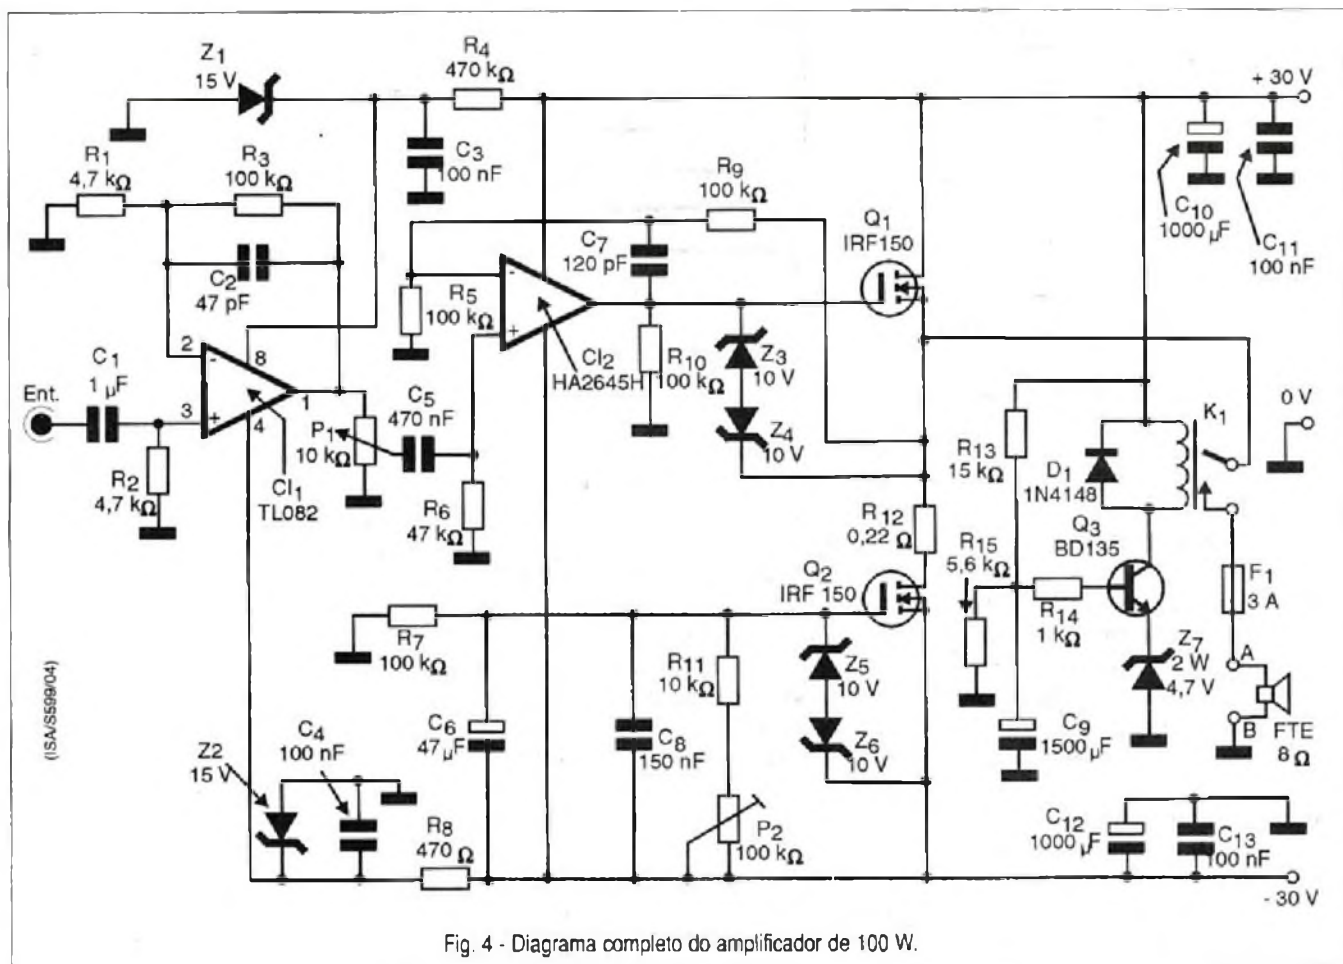 Z1
15 V
R4
470 kΩ
+ 30 V
R1
4,7 kΩ
R3
100 kΩ
C3
100 nF
R9
100 kΩ
C10
1000 µF
C11
100 nF
C2
47 pF
C7
120 pF
Q1
IRF150
-
R5
100 kΩ
+
2
-
8
C1
1 µF
CI2
HA2645H
R10
100 kΩ
Z3
10 V
K1
0 V
Ent.
3
+
1
4
C5
470 nF
P1
10 kΩ
Z4
10 V
R13
15 kΩ
D1
1N4148
R2
4,7 kΩ
CI1
TL082
R6
47 kΩ
R12
0,22 Ω
Q3
BD135
R15
5,6 kΩ
Q2
IRF 150
F1
3 A
R14
1 kΩ
R7
100 kΩ
R11
10 kΩ
Z5
10 V
Z7
2 W
4,7 V
A
B
FTE
8 Ω
(ISA/S599/04)
C4
100 nF
Z2
15 V
C6
47 µF
C8
150 nF
Z6
10 V
C9
1500 µF
R8
470 Ω
P2
100 kΩ
C12
1000 µF
C13
100 nF
- 30 V
Fig. 4 - Diagrama completo do amplificador de 100 W.